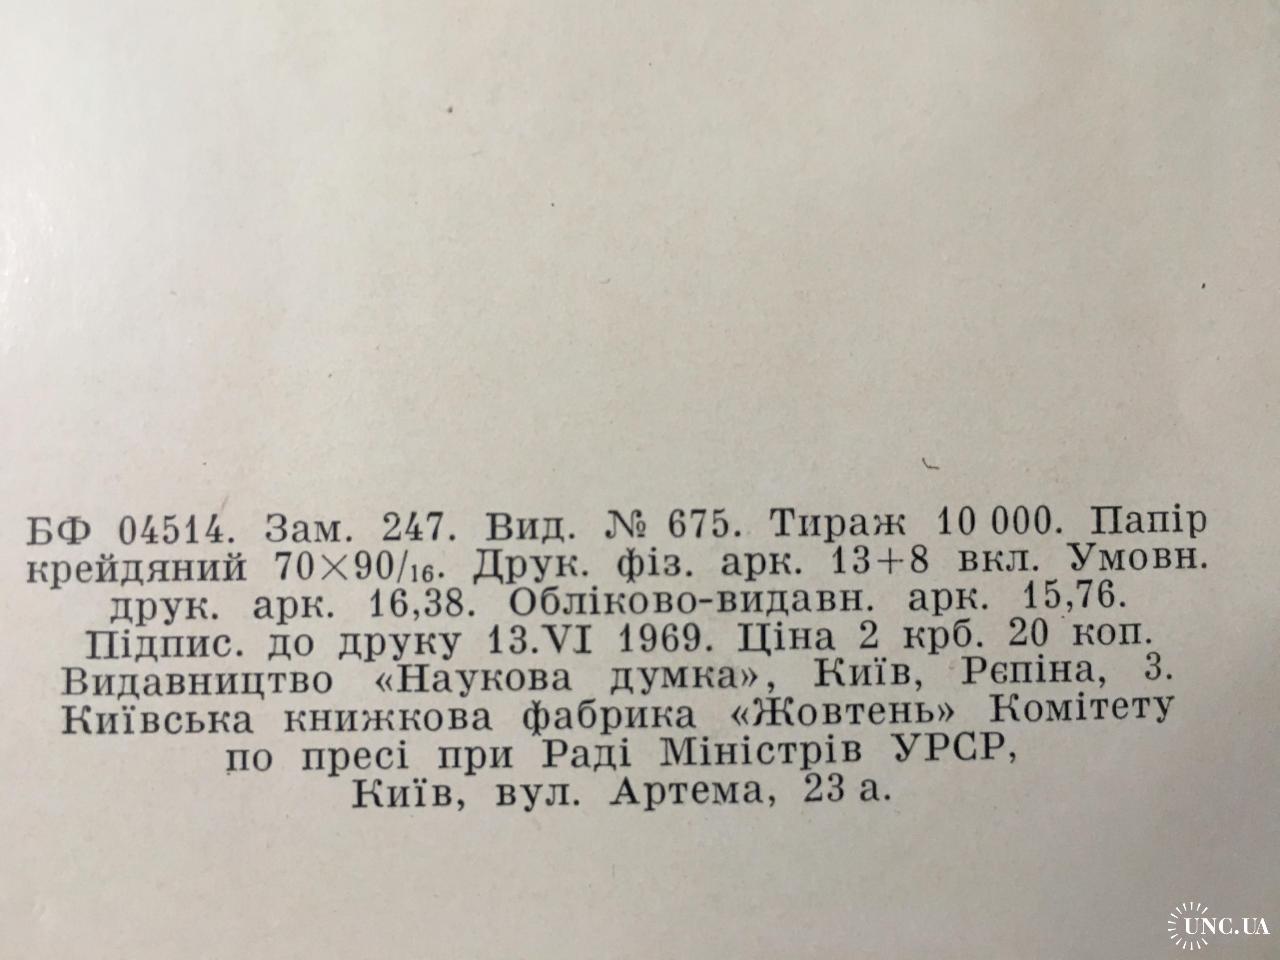 БФ 04514. Зам. 247. Вид. № 675. Тираж 10 000. Папір
крейдяний 70×90/16. Друк. фіз. арк. 13+8 вкл. Умовн.
друк. арк. 16,38. Обліково-видавн. арк. 15,76.
Підпис. до друку 13.VI 1969. Ціна 2 крб. 20 коп.
Видавництво «Наукова думка», Київ, Рєпіна, 3.
Київська книжкова фабрика «Жовтень» Комітету
по пресі при Раді Міністрів УРСР,
Київ, вул. Артема, 23 а.
UNC.UA